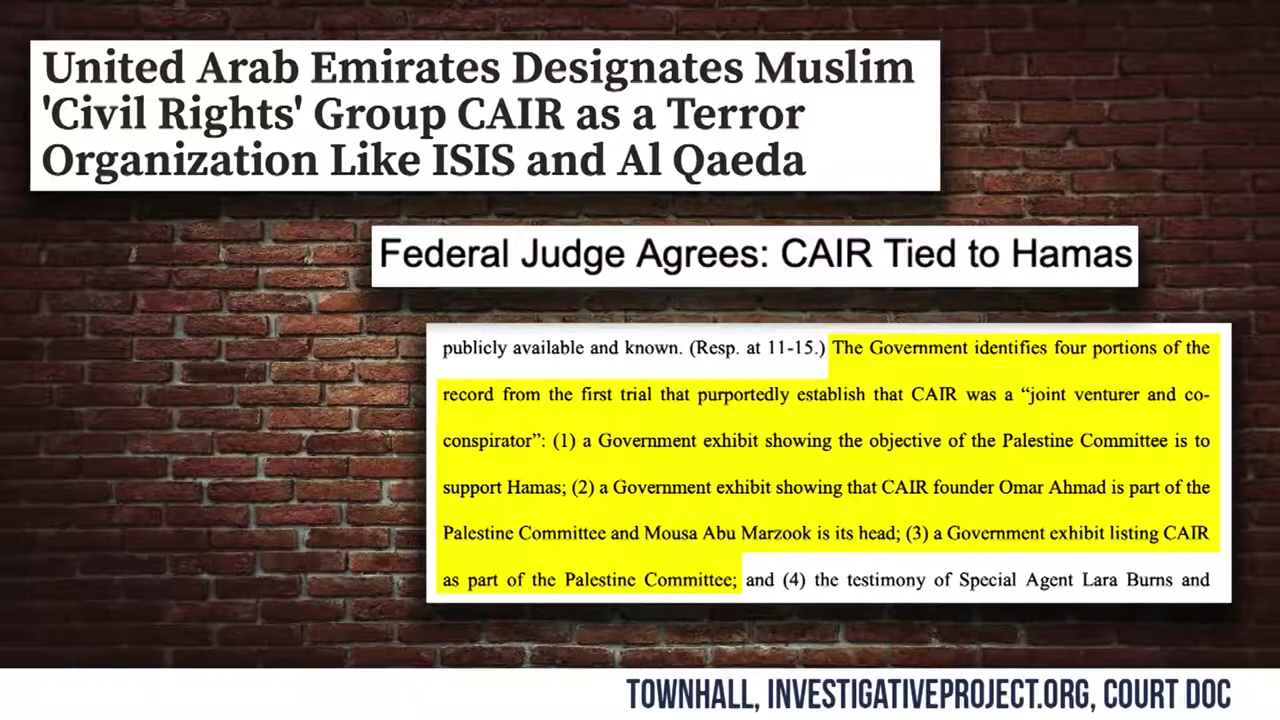 United Arab Emirates Designates Muslim
'Civil Rights' Group CAIR as a Terror
Organization Like ISIS and Al Qaeda
Federal Judge Agrees: CAIR Tied to Hamas
publicly available and known. (Resp. at 11-15.) The Government identifies four portions of the
record from the first trial that purportedly establish that CAIR was a “joint venturer and co-
conspirator”: (1) a Government exhibit showing the objective of the Palestine Committee is to
support Hamas; (2) a Government exhibit showing that CAIR founder Omar Ahmad is part of the
Palestine Committee and Mousa Abu Marzook is its head; (3) a Government exhibit listing CAIR
as part of the Palestine Committee; and (4) the testimony of Special Agent Lara Burns and
TOWNHALL, INVESTIGATIVEPROJECT.ORG, COURT DOC